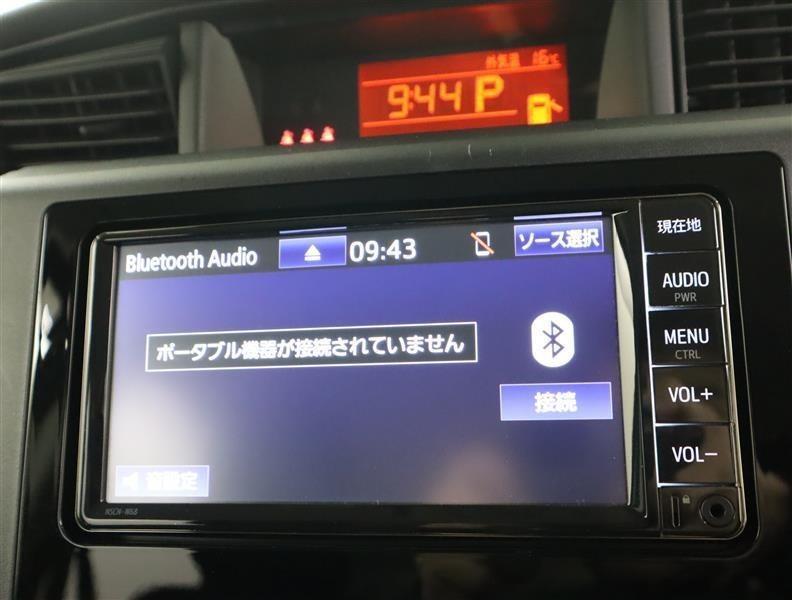 外気温 16℃
9:44 P
Bluetooth Audio 09:43 ソース選択
ポータブル機器が接続されていません
接続
音設定
NSCN-W68
現在地
AUDIO
PWR
MENU
CTRL
VOL+
VOL-